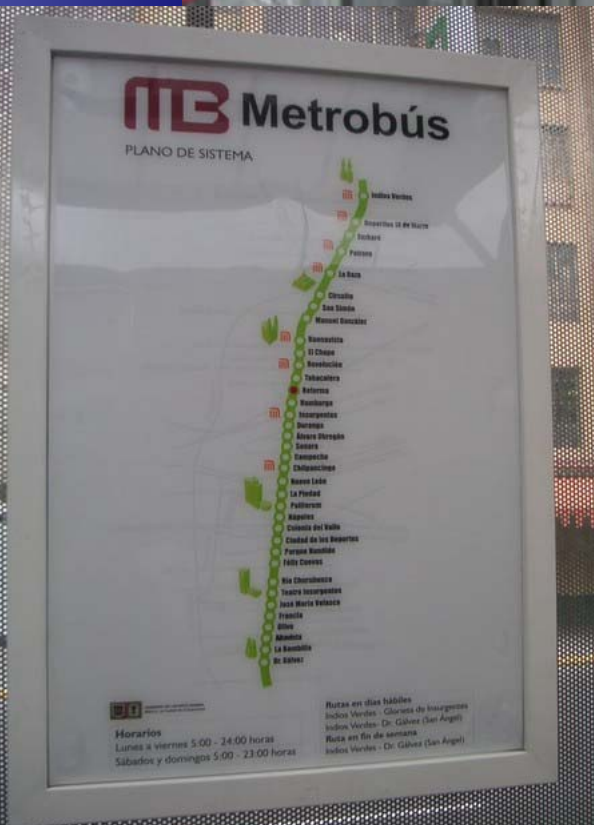 MB Metrobús
PLANO DE SISTEMA
Indios Verdes
Deportivo 18 de Marzo
Euzkaro
Potrero
La Raza
Circuito
San Simón
Manuel González
Buenavista
El Chopo
Revolución
Tabacalera
Reforma
Hamburgo
Insurgentes
Durango
Álvaro Obregón
Sonora
Campeche
Chilpancingo
Nuevo León
La Piedad
Poliforum
Nápoles
Colonia del Valle
Ciudad de los Deportes
Parque Hundido
Félix Cuevas
Río Churubusco
Teatro Insurgentes
José María Velasco
Francia
Olivo
Altavista
La Bombilla
Dr. Gálvez
Horarios
Lunes a viernes 5:00 - 24:00 horas
Sábados y domingos 5:00 - 23:00 horas
Rutas en días hábiles
Indios Verdes - Glorieta de Insurgentes
Indios Verdes- Dr. Gálvez (San Ángel)
Ruta en fin de semana
Indios Verdes - Dr. Gálvez (San Ángel)